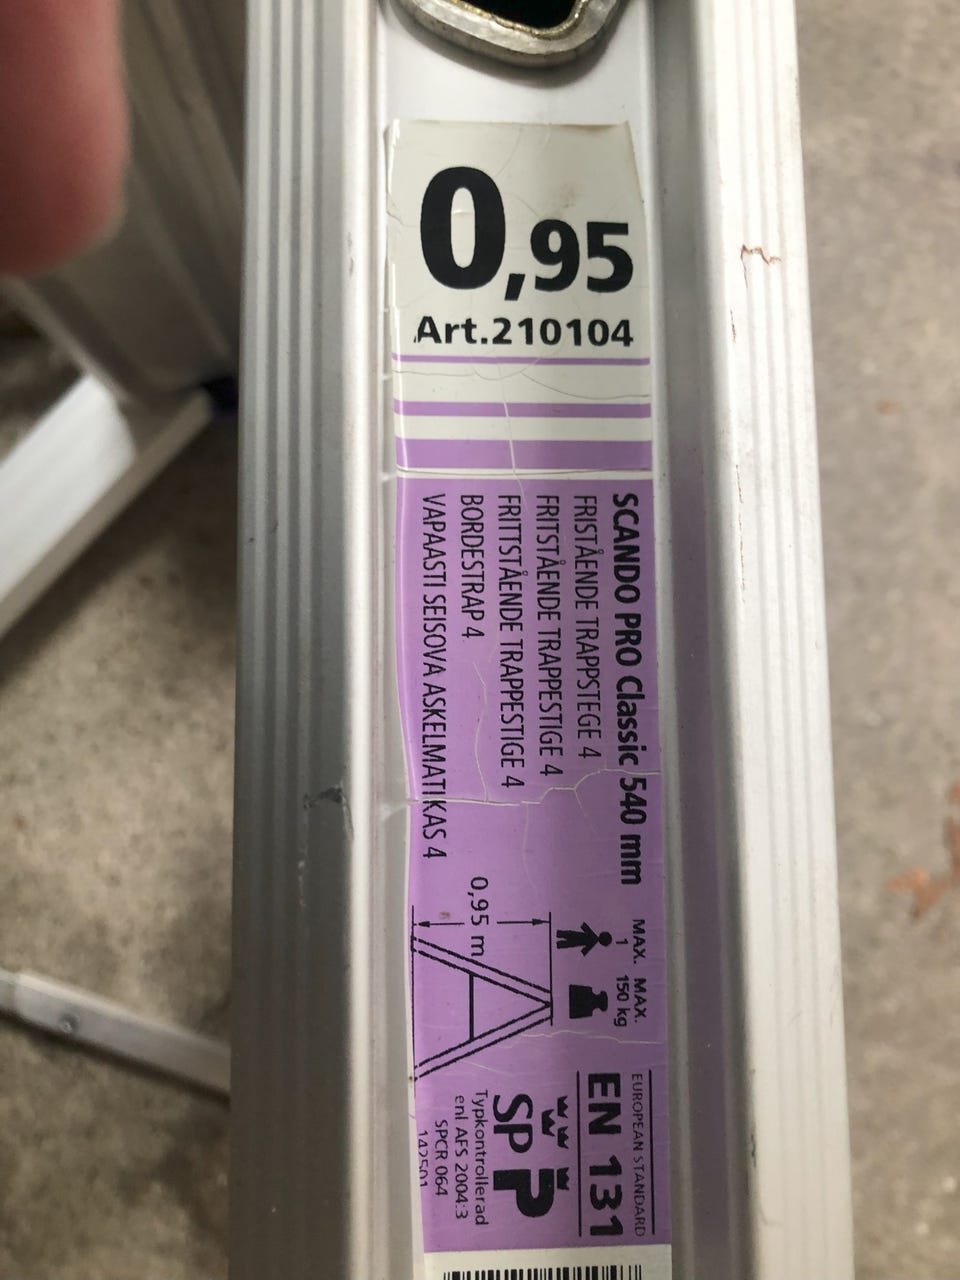 0,95
Art.210104
SCANDO PRO Classic 540 mm
FRISTÅENDE TRAPPSTEGE 4
FRITSTÅENDE TRAPPESTIGE 4
FRITTSTÅENDE TRAPPESTIGE 4
BORDESTRAP 4
VAPAASTI SEISOVA ASKELMATIKAS 4
MAX. MAX.
1 150 kg
0,95 m
EUROPEAN STANDARD
EN 131
SP P
Typkontrollerad
enl AFS 2004:3
SPCR 064
142501